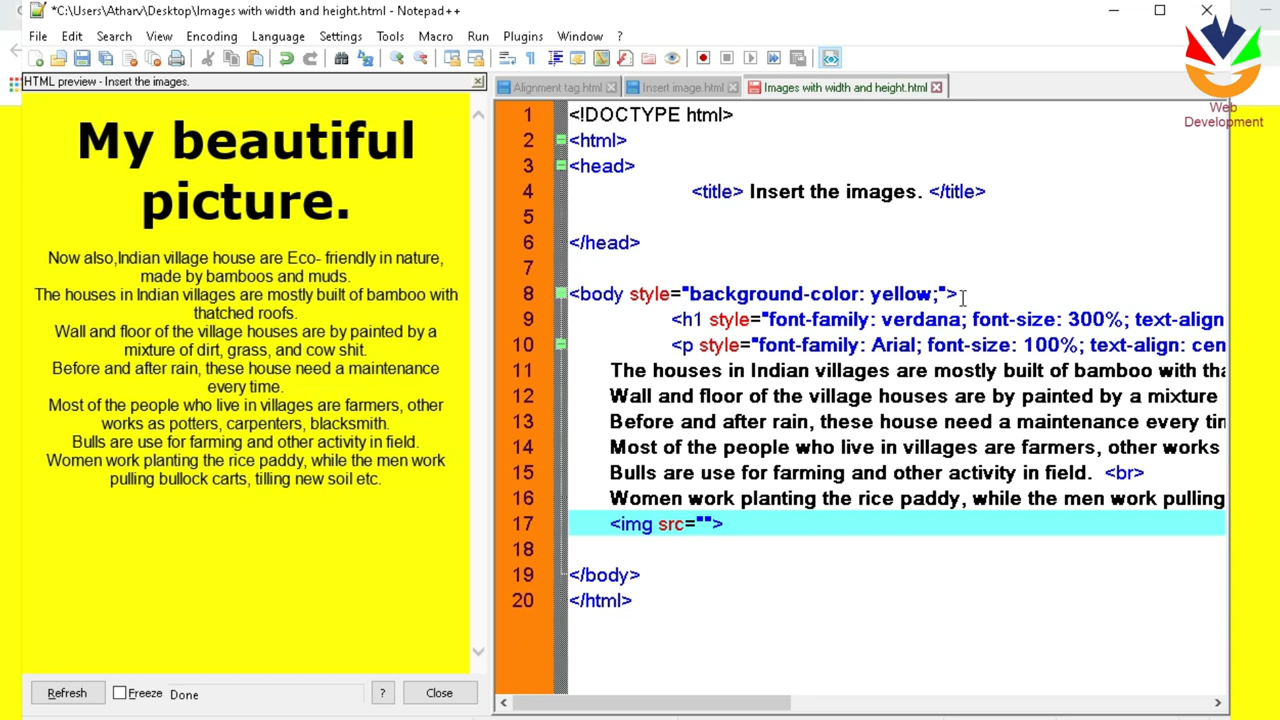 *C:\Users\Atharv\Desktop\Images with width and height.html - Notepad++
File Edit Search View Encoding Language Settings Tools Macro Run Plugins Window ?
HTML preview - Insert the images.
Alignment tag.html Insert image.html Images with width and height.html
Web
Development
My beautiful
picture.
Now also,Indian village house are Eco- friendly in nature,
made by bamboos and muds.
The houses in Indian villages are mostly built of bamboo with
thatched roofs.
Wall and floor of the village houses are by painted by a
mixture of dirt, grass, and cow shit.
Before and after rain, these house need a maintenance
every time.
Most of the people who live in villages are farmers, other
works as potters, carpenters, blacksmith.
Bulls are use for farming and other activity in field.
Women work planting the rice paddy, while the men work
pulling bullock carts, tilling new soil etc.
Refresh Freeze Done ? Close
1 <!DOCTYPE html>
2 <html>
3 <head>
4 <title> Insert the images. </title>
5
6 </head>
7
8 <body style="background-color: yellow;">
9 <h1 style="font-family: verdana; font-size: 300%; text-align
10 <p style="font-family: Arial; font-size: 100%; text-align: cen
11 The houses in Indian villages are mostly built of bamboo with tha
12 Wall and floor of the village houses are by painted by a mixture
13 Before and after rain, these house need a maintenance every tin
14 Most of the people who live in villages are farmers, other works
15 Bulls are use for farming and other activity in field. <br>
16 Women work planting the rice paddy, while the men work pulling
17 <img src="">
18
19 </body>
20 </html>